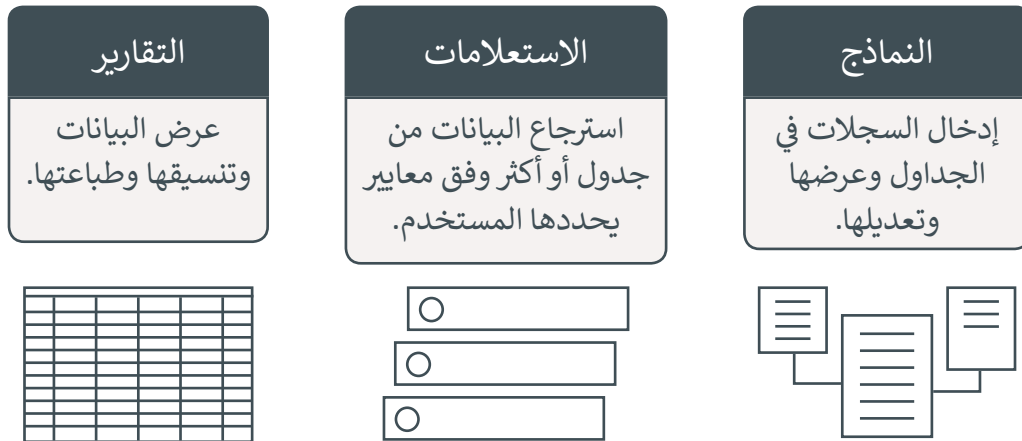 النماذج
إدخال السجلات في
الجداول وعرضها
وتعديلها.
الاستعلامات
استرجاع البيانات من
جدول أو أكثر وفق معايير
يحددها المستخدم.
التقارير
عرض البيانات
وتنسيقها وطباعتها.